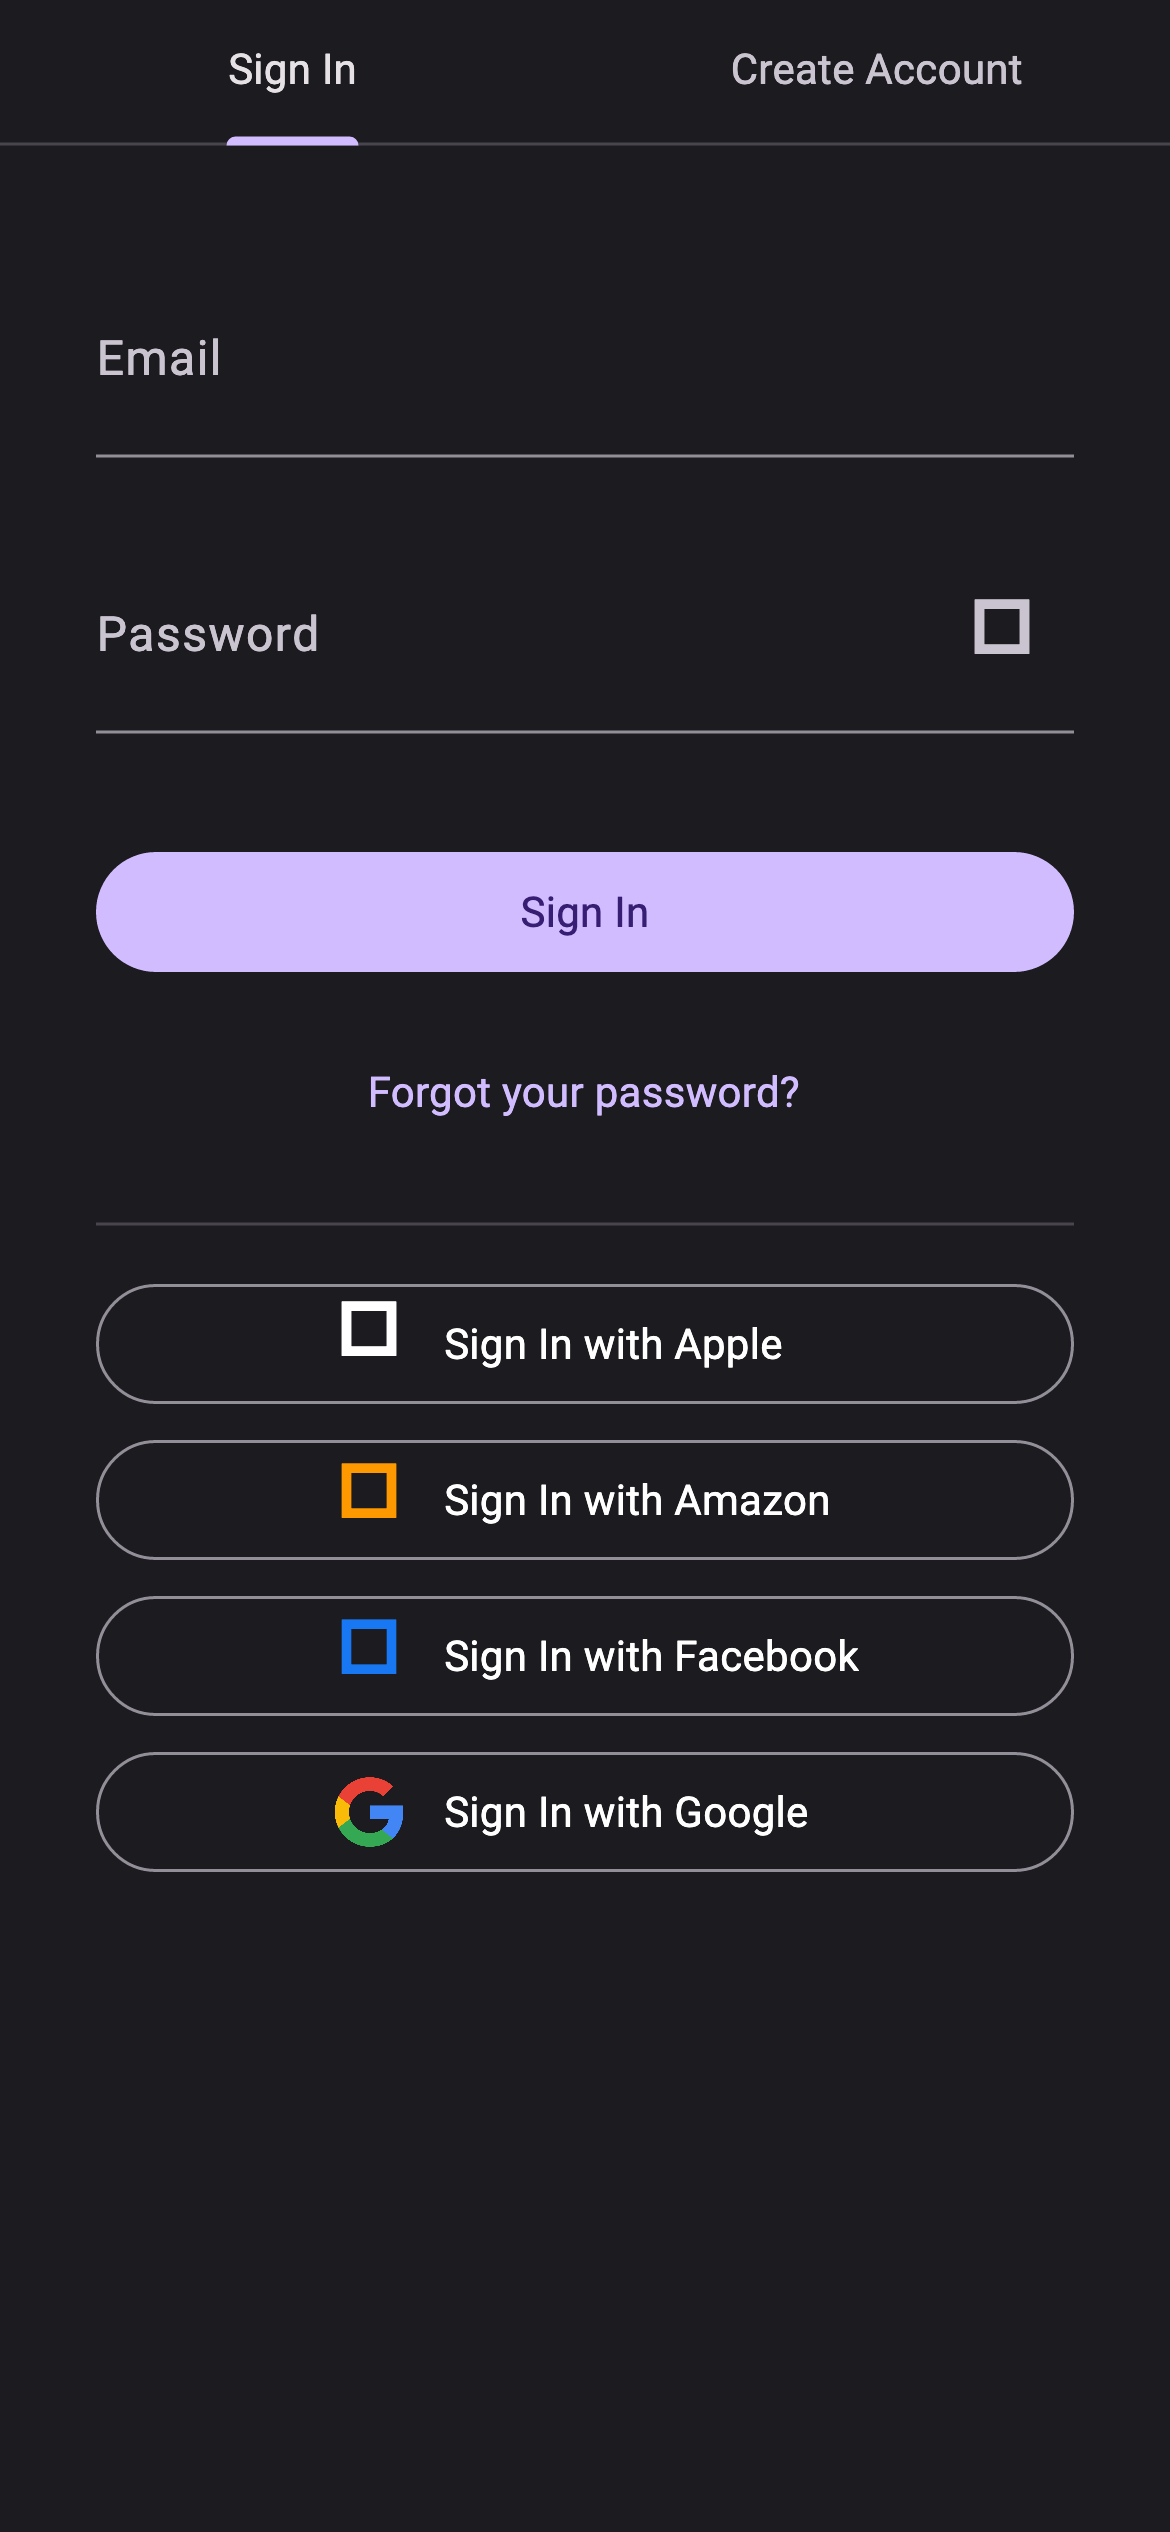 Sign In
Create Account
Email
Password
Sign In
Forgot your password?
Sign In with Apple
Sign In with Amazon
Sign In with Facebook
Sign In with Google